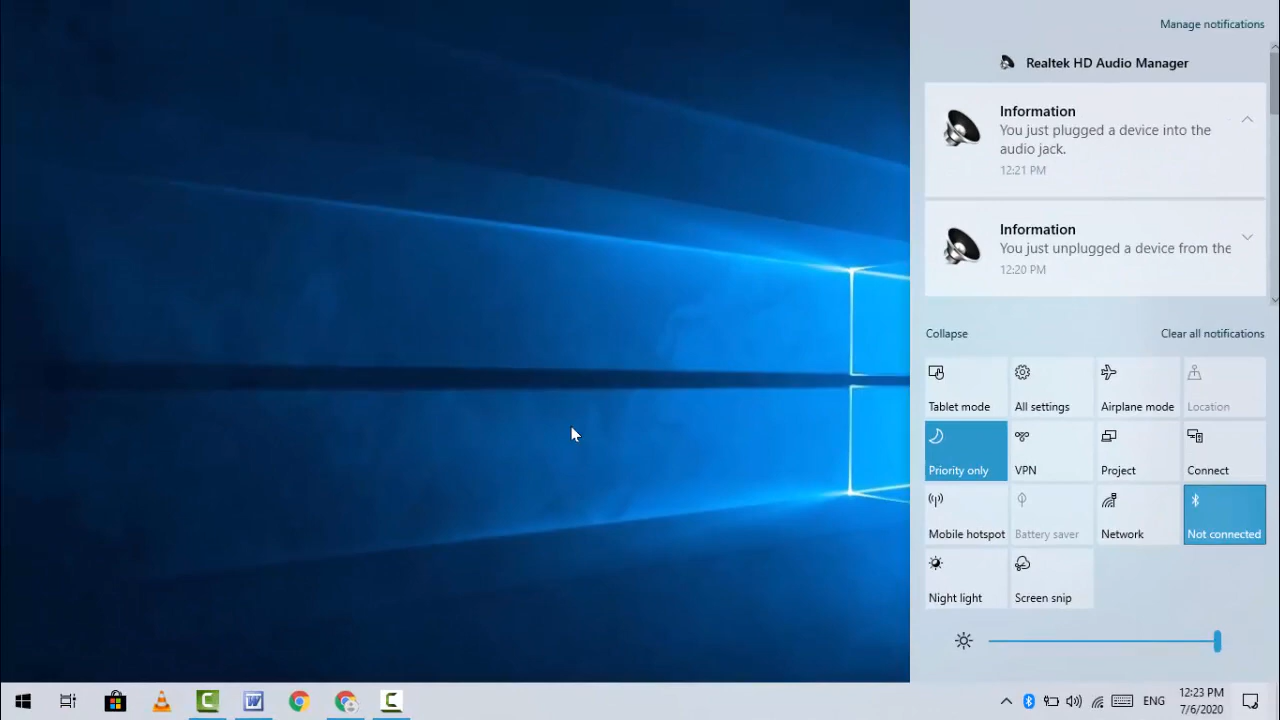 Manage notifications
Realtek HD Audio Manager
Information
You just plugged a device into the
audio jack.
12:21 PM
Information
You just unplugged a device from the
12:20 PM
Collapse
Clear all notifications
Tablet mode
All settings
Airplane mode
Location
Priority only
VPN
Project
Connect
Mobile hotspot
Battery saver
Network
Not connected
Night light
Screen snip
ENG
12:23 PM
7/6/2020